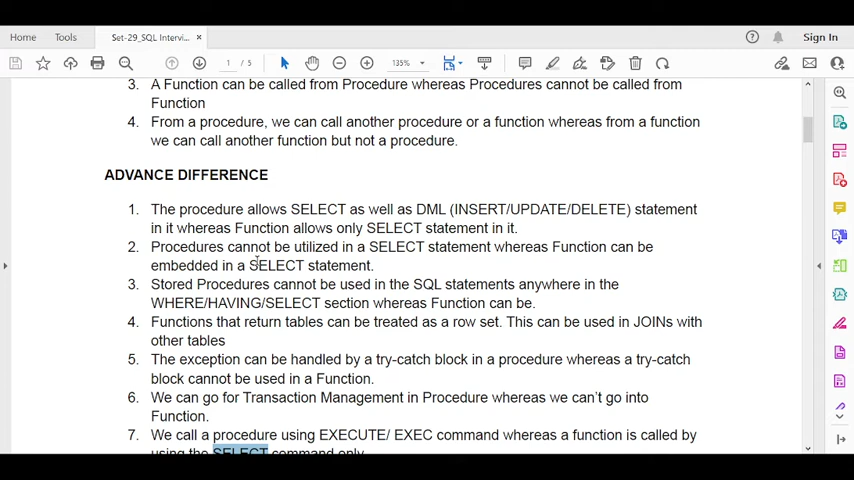 Home Tools Set-29_SQL Intervi... × Sign In
1 / 5 135%
3. A Function can be called from Procedure whereas Procedures cannot be called from
Function
4. From a procedure, we can call another procedure or a function whereas from a function
we can call another function but not a procedure.
ADVANCE DIFFERENCE
1. The procedure allows SELECT as well as DML (INSERT/UPDATE/DELETE) statement
in it whereas Function allows only SELECT statement in it.
2. Procedures cannot be utilized in a SELECT statement whereas Function can be
embedded in a SELECT statement.
3. Stored Procedures cannot be used in the SQL statements anywhere in the
WHERE/HAVING/SELECT section whereas Function can be.
4. Functions that return tables can be treated as a row set. This can be used in JOINs with
other tables
5. The exception can be handled by a try-catch block in a procedure whereas a try-catch
block cannot be used in a Function.
6. We can go for Transaction Management in Procedure whereas we can't go into
Function.
7. We call a procedure using EXECUTE/ EXEC command whereas a function is called by
using the SELECT command only.